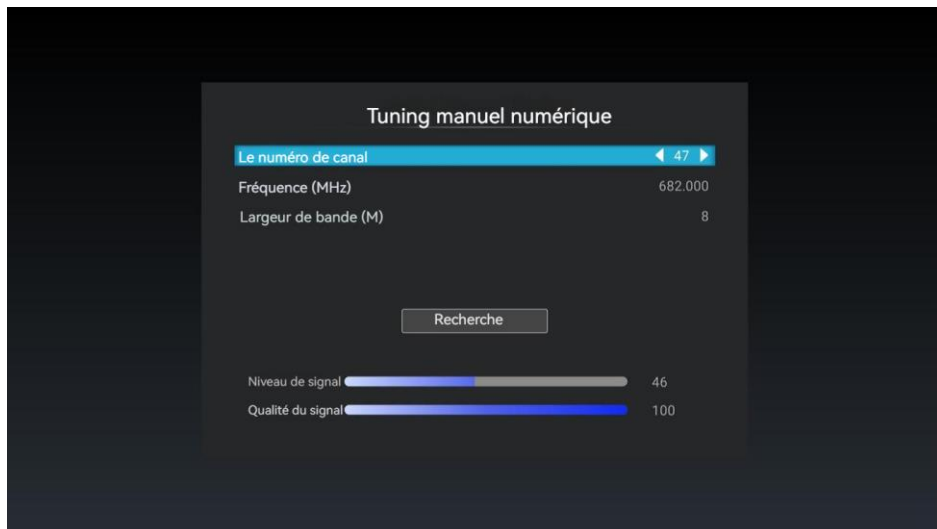 Tuning manuel numérique
Le numéro de canal 47
Fréquence (MHz) 682.000
Largeur de bande (M) 8
Recherche
Niveau de signal 46
Qualité du signal 100